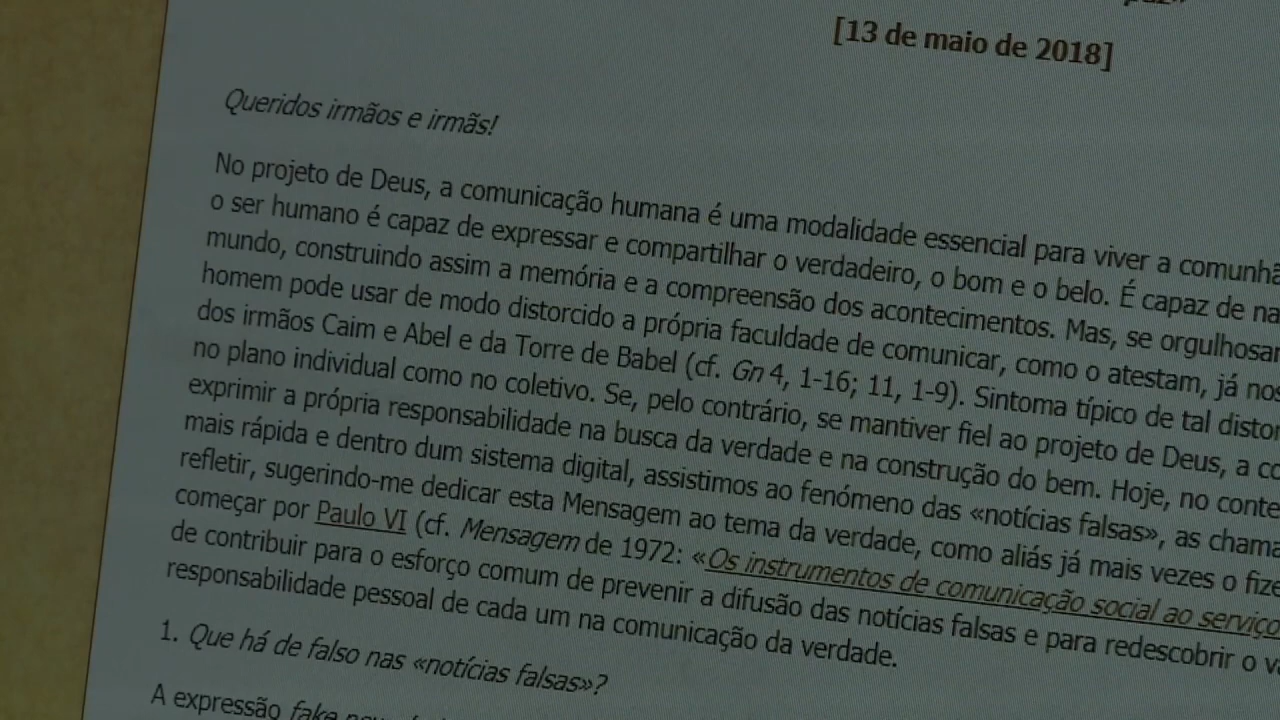 [13 de maio de 2018]
Queridos irmãos e irmãs!
No projeto de Deus, a comunicação humana é uma modalidade essencial para viver a
o ser humano é capaz de expressar e compartilhar o verdadeiro, o bom e o belo. É capaz de
mundo, construindo assim a memória e a compreensão dos acontecimentos. Mas, se
homem pode usar de modo distorcido a própria faculdade de comunicar, como o atestam, já
dos irmãos Caim e Abel e da Torre de Babel (cf. Gn 4, 1-16; 11, 1-9). Sintoma típico de tal
no plano individual como no coletivo. Se, pelo contrário, se mantiver fiel ao projeto de Deus, a
exprimir a própria responsabilidade na busca da verdade e na construção do bem. Hoje, no
mais rápida e dentro dum sistema digital, assistimos ao fenómeno das «notícias falsas», as
refletir, sugerindo-me dedicar esta Mensagem ao tema da verdade, como aliás já mais vezes o
começar por Paulo VI (cf. Mensagem de 1972: «Os instrumentos de comunicação social ao serviço
de contribuir para o esforço comum de prevenir a difusão das notícias falsas e para redescobrir o
responsabilidade pessoal de cada um na comunicação da verdade.
1. Que há de falso nas «notícias falsas»?
A expressão fake